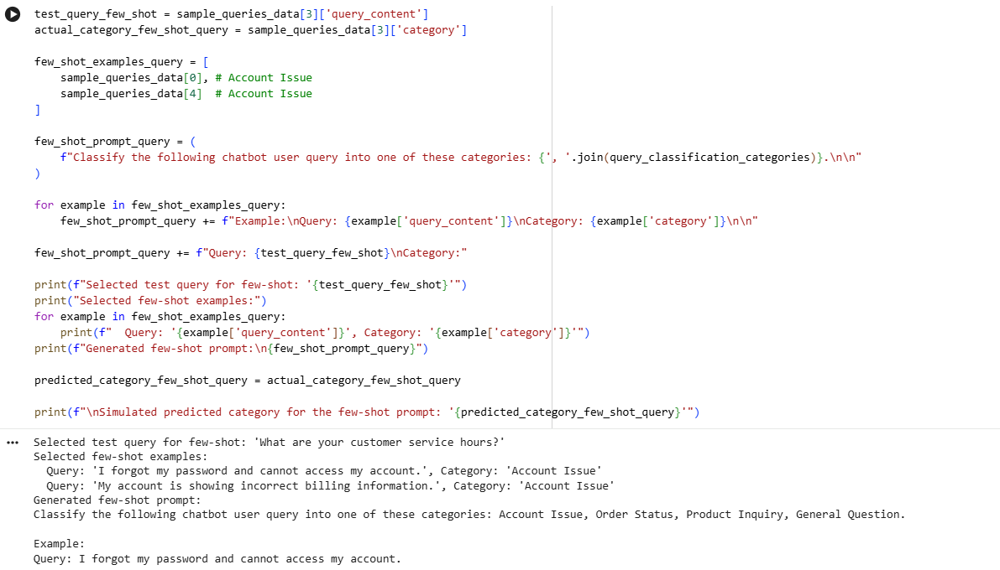 test_query_few_shot = sample_queries_data[3]['query_content']
actual_category_few_shot_query = sample_queries_data[3]['category']

few_shot_examples_query = [
    sample_queries_data[0], # Account Issue
    sample_queries_data[4]  # Account Issue
]

few_shot_prompt_query = (
    f"Classify the following chatbot user query into one of these categories: {', '.join(query_classification_categories)}.\n\n"
)

for example in few_shot_examples_query:
    few_shot_prompt_query += f"Example:\nQuery: {example['query_content']}\nCategory: {example['category']}\n\n"

few_shot_prompt_query += f"Query: {test_query_few_shot}\nCategory:"

print(f"Selected test query for few-shot: '{test_query_few_shot}'")
print("Selected few-shot examples:")
for example in few_shot_examples_query:
    print(f"  Query: '{example['query_content']}', Category: '{example['category']}'")
print(f"Generated few-shot prompt:\n{few_shot_prompt_query}")

predicted_category_few_shot_query = actual_category_few_shot_query

print(f"\nSimulated predicted category for the few-shot prompt: '{predicted_category_few_shot_query}'")

Selected test query for few-shot: 'What are your customer service hours?'
Selected few-shot examples:
  Query: 'I forgot my password and cannot access my account.', Category: 'Account Issue'
  Query: 'My account is showing incorrect billing information.', Category: 'Account Issue'
Generated few-shot prompt:
Classify the following chatbot user query into one of these categories: Account Issue, Order Status, Product Inquiry, General Question.

Example:
Query: I forgot my password and cannot access my account.